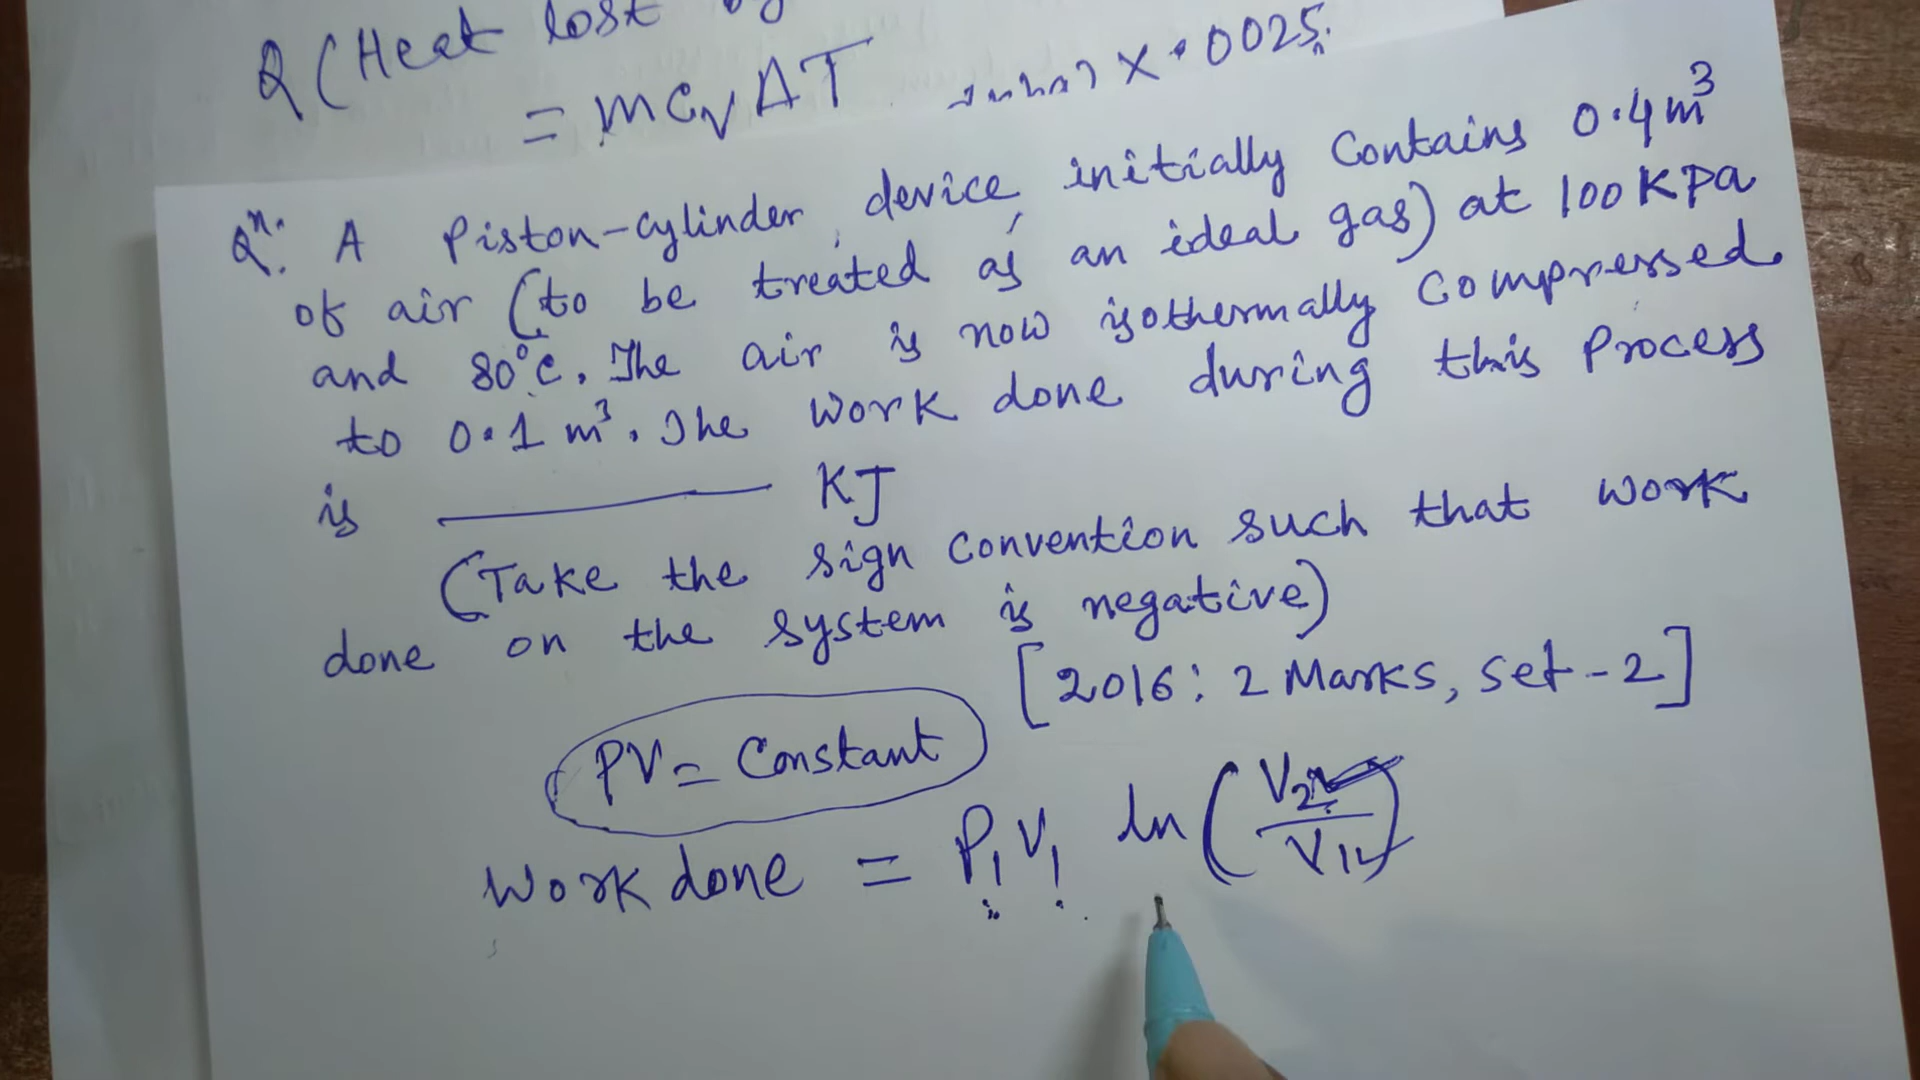 Q (Heat lost
= mCv ΔT
X .0025
Qn: A Piston-cylinder device initially Contains 0.4m³
of air (to be treated as an ideal gas) at 100 KPa
and 80°C. The air is now isothermally Compressed
to 0.1 m³. The work done during this Process
is ________ KJ
(Take the sign convention such that work
done on the system is negative)
[2016: 2 Marks, set-2]
PV = Constant
Work done = P₁V₁ ln (V₂/V₁)